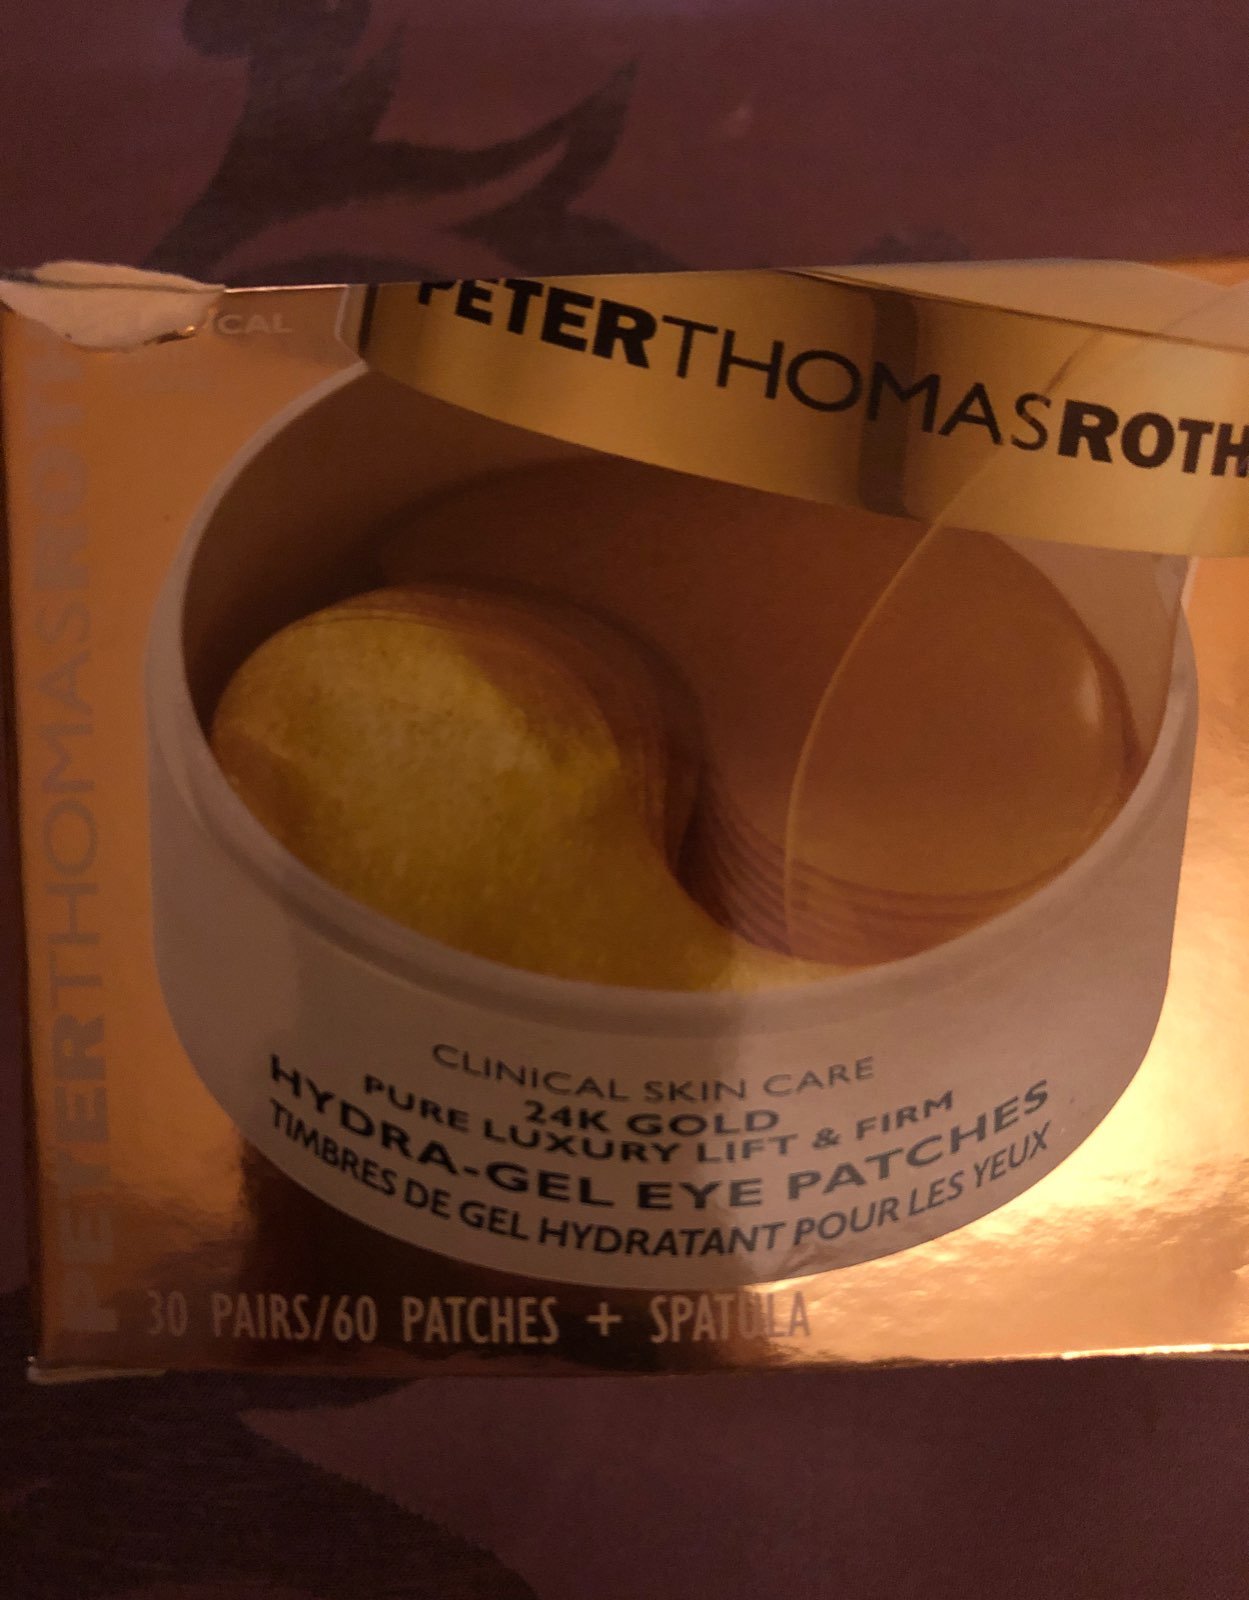 CAL
PETERTHOMASROTH
PETERTHOMASROTH
CLINICAL SKIN CARE
24K GOLD
PURE LUXURY LIFT & FIRM
HYDRA-GEL EYE PATCHES
TIMBRES DE GEL HYDRATANT POUR LES YEUX
30 PAIRS/60 PATCHES + SPATULA